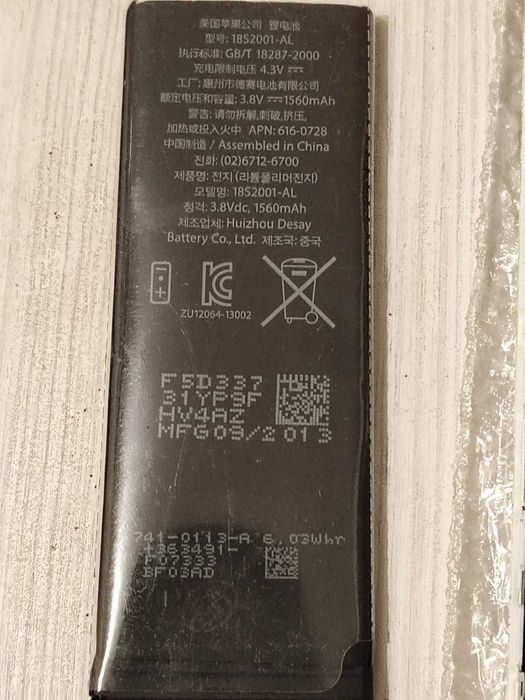 美国苹果公司 锂电池
型号: 18S2001-AL
执行标准: GB/T 18287-2000
充电限制电压 4.3V
工厂: 惠州市德赛电池有限公司
额定电压和容量: 3.8V 1560mAh
警告: 请勿拆解,刺破,挤压,
加热或投入火中 APN: 616-0728
中国制造 / Assembled in China
전화: (02)6712-6700
제품명: 전지 (리튬폴리머전지)
모델명: 18S2001-AL
정격: 3.8Vdc, 1560mAh
제조업체: Huizhou Desay
Battery Co., Ltd. 제조국: 중국
ZU12064-13002
F5D337
31YP9F
HV4AZ
MFG09/2013
741-0113-A 6.03Whr
+363491-
F07333
BF03AD